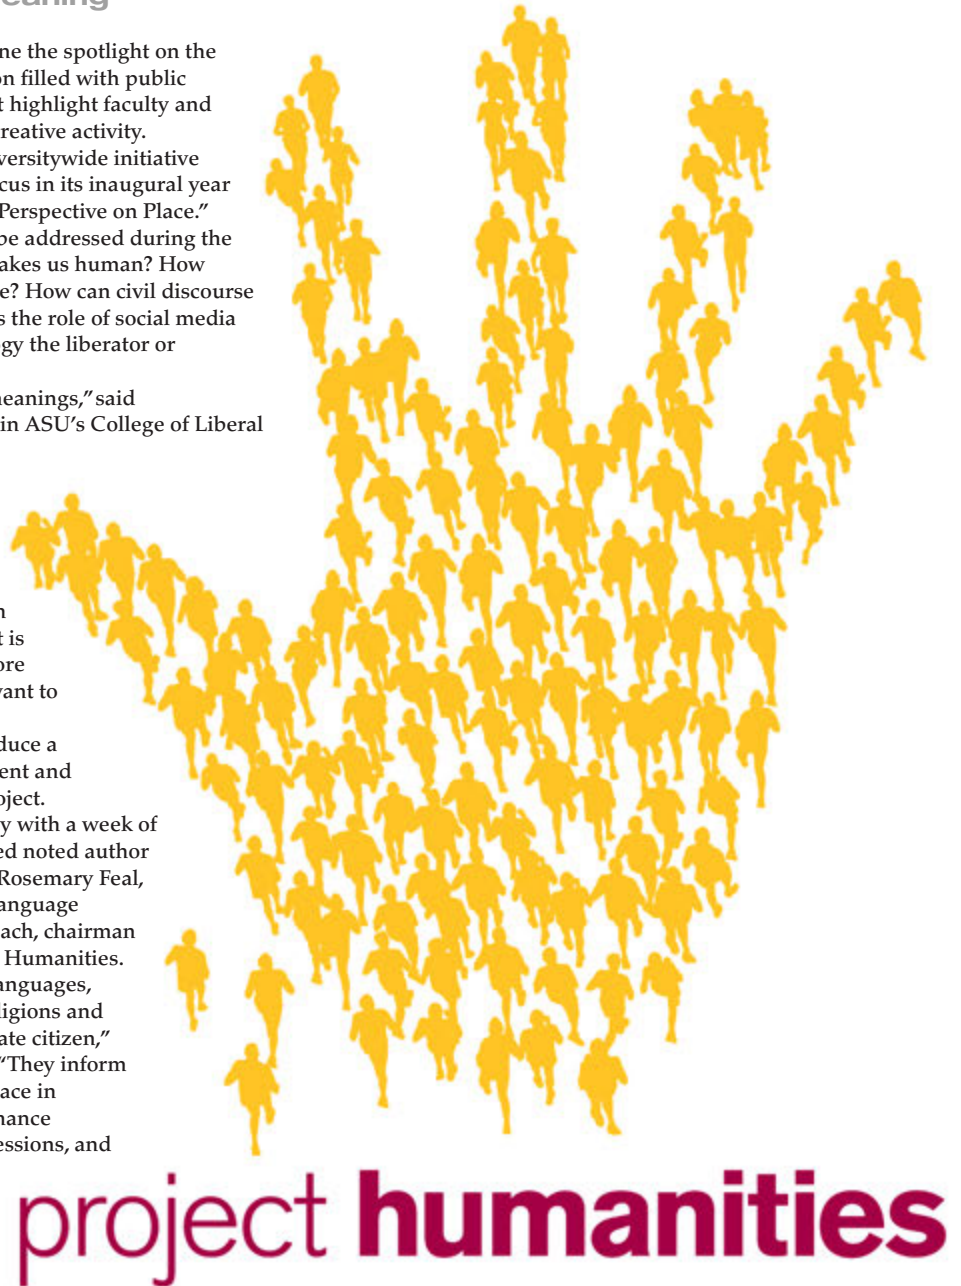 eaning
ne the spotlight on the
on filled with public
t highlight faculty and
reative activity.
versitywide initiative
cus in its inaugural year
Perspective on Place.”
be addressed during the
akes us human? How
e? How can civil discourse
s the role of social media
gy the liberator or
neanings,” said
in ASU’s College of Liberal
n
t is
ore
vant to
duce a
ent and
oject.
y with a week of
ed noted author
Rosemary Feal,
anguage
ach, chairman
Humanities.
anguages,
ligions and
ate citizen,”
“They inform
ace in
nance
essions, and
project humanities